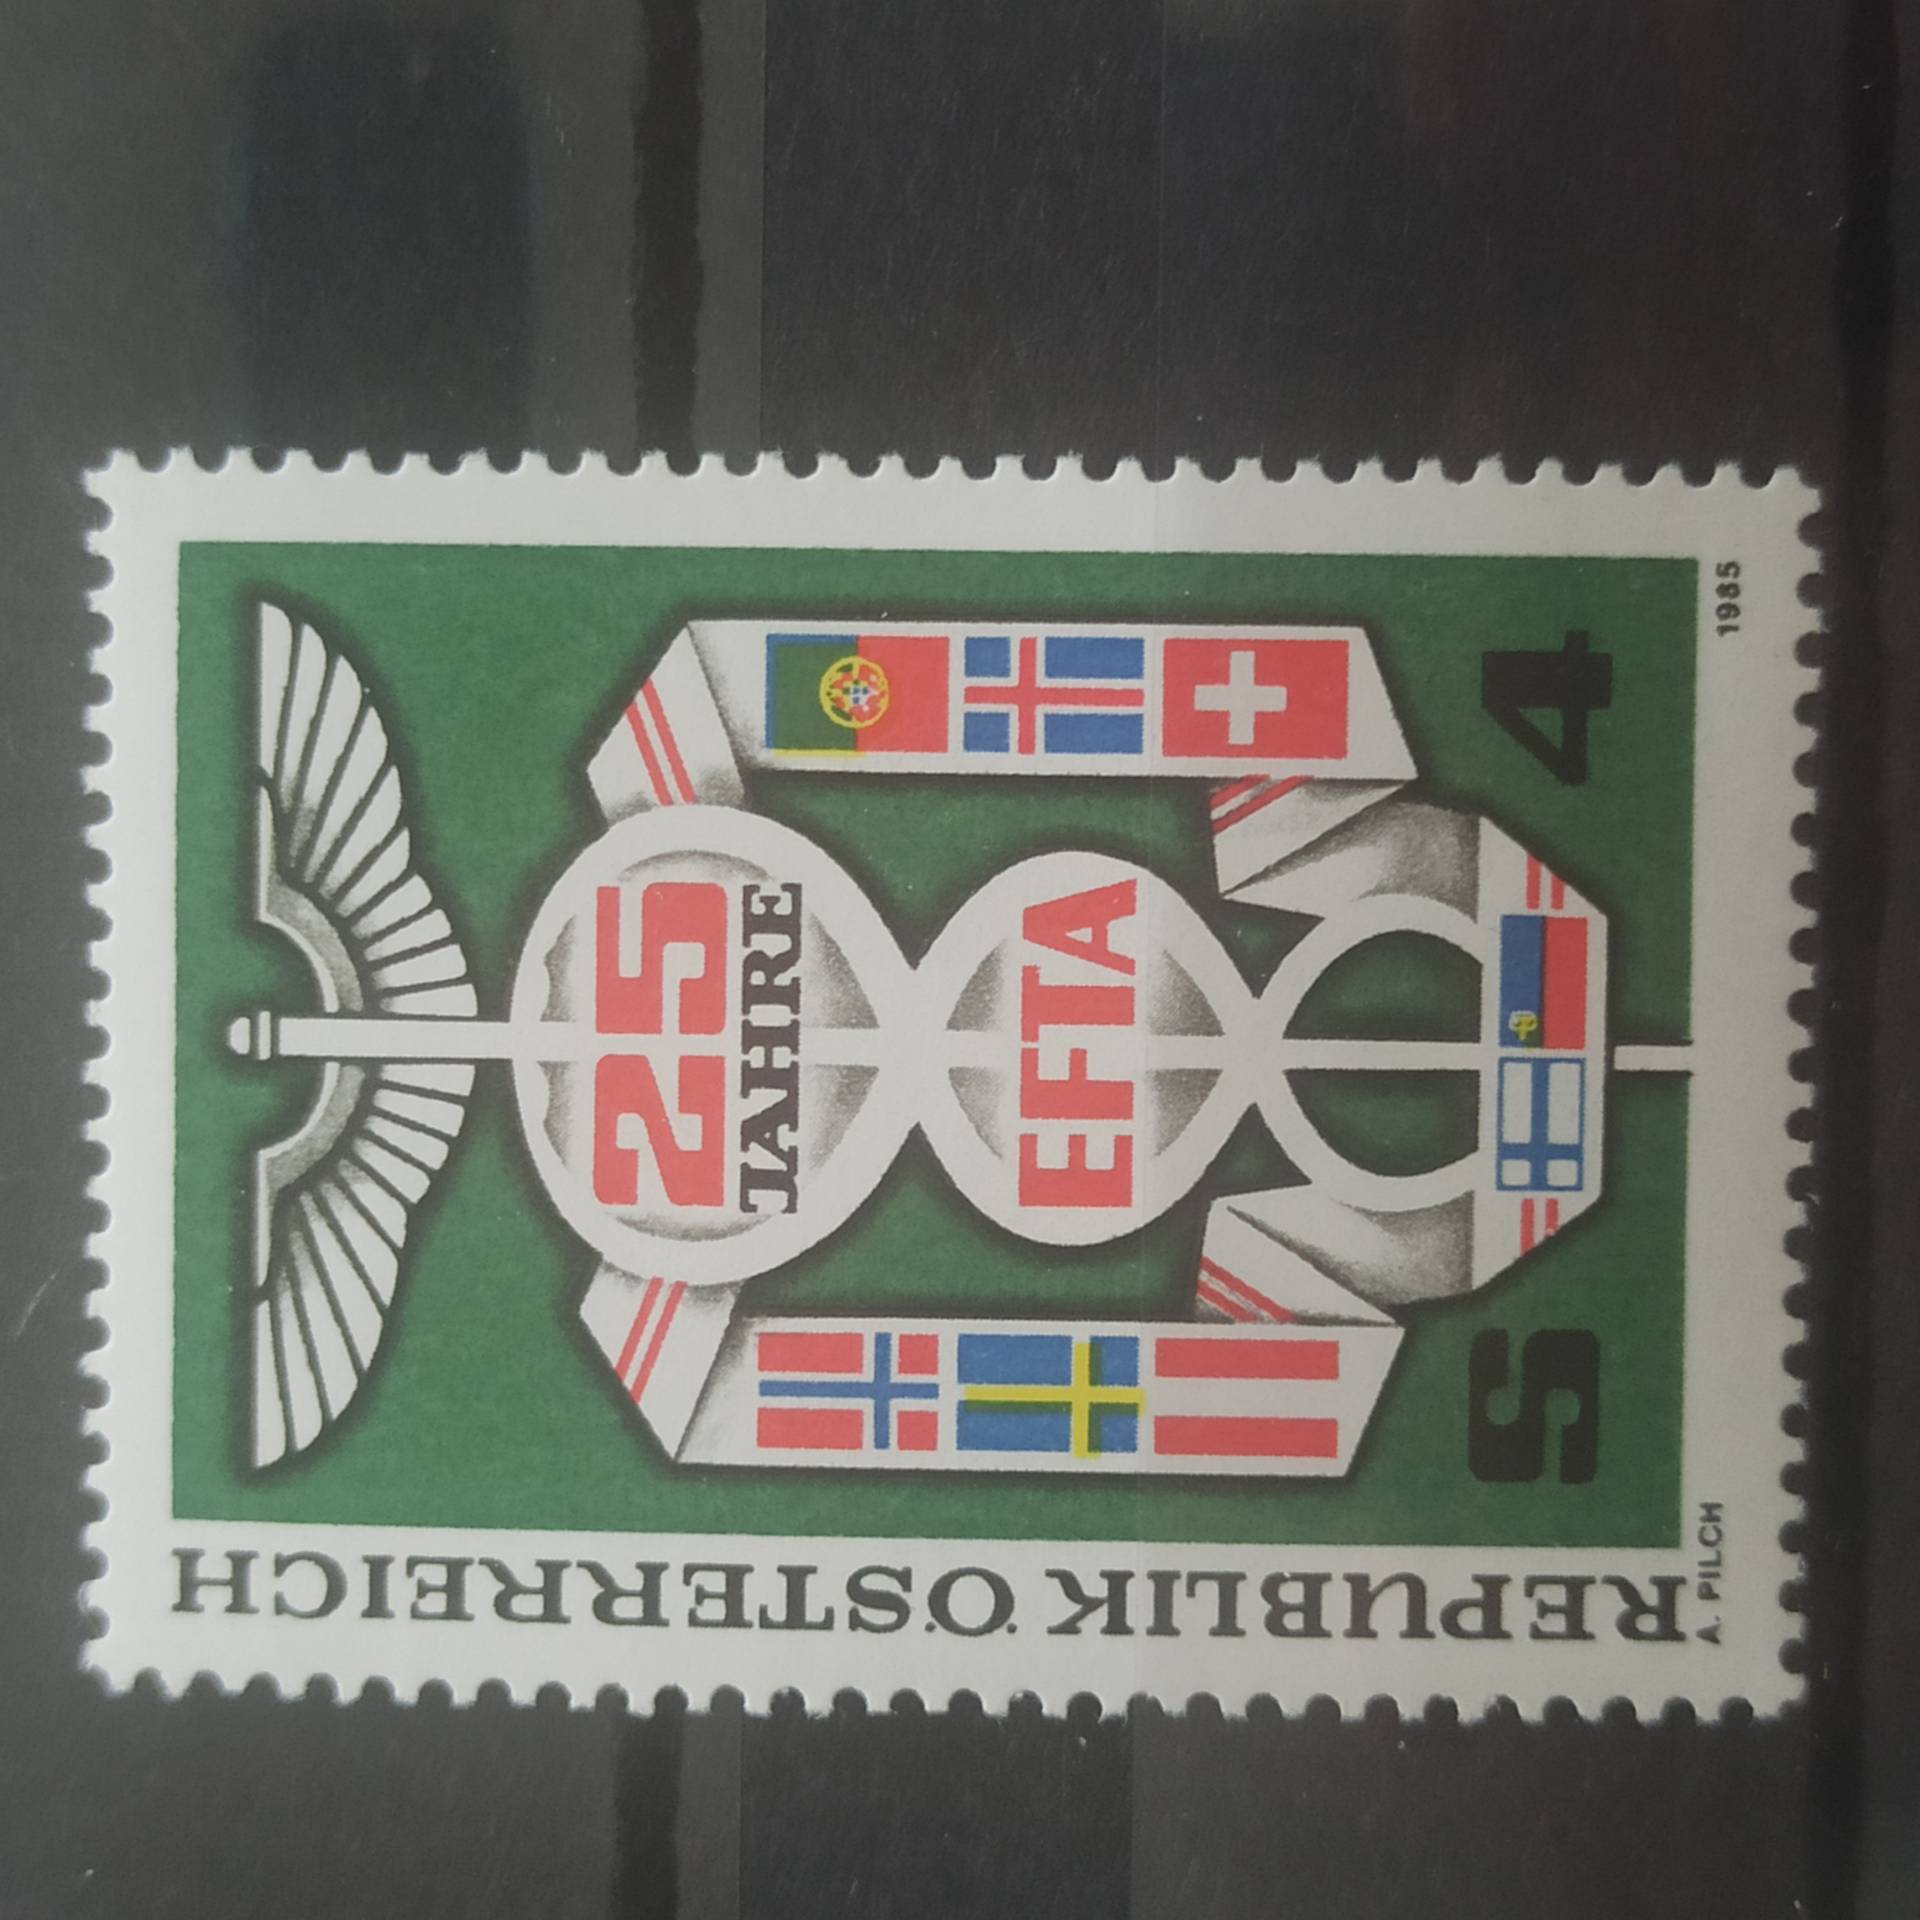 REPUBLIK ÖSTERREICH
25
JAHRE
EFTA
S 4
A. PILCH 1985